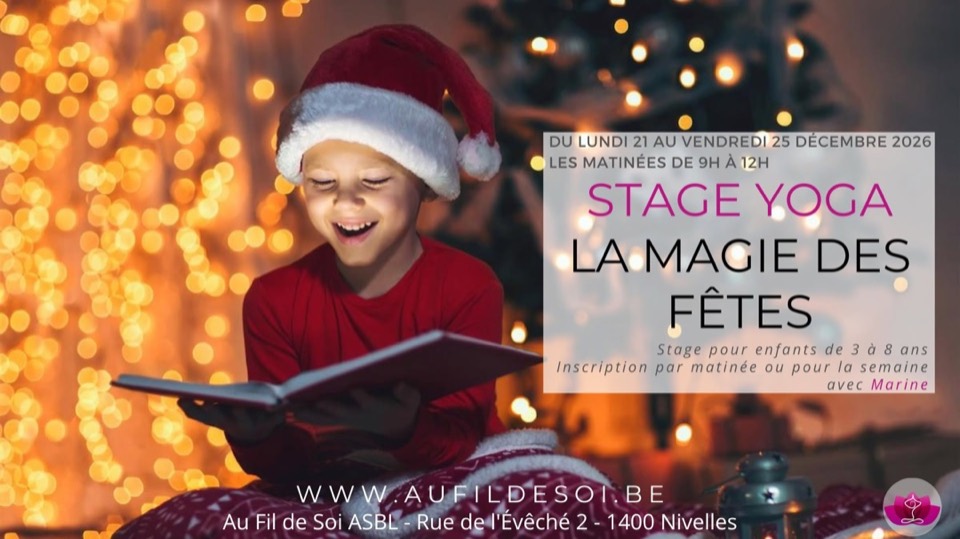 DU LUNDI 21 AU VENDREDI 25 DÉCEMBRE 2026
LES MATINÉES DE 9H À 12H
STAGE YOGA
LA MAGIE DES
FÊTES
Stage pour enfants de 3 à 8 ans
Inscription par matinée ou pour la semaine
avec Marine
WWW.AUFILDESOI.BE
Au Fil de Soi ASBL - Rue de l'Évêché 2 - 1400 Nivelles